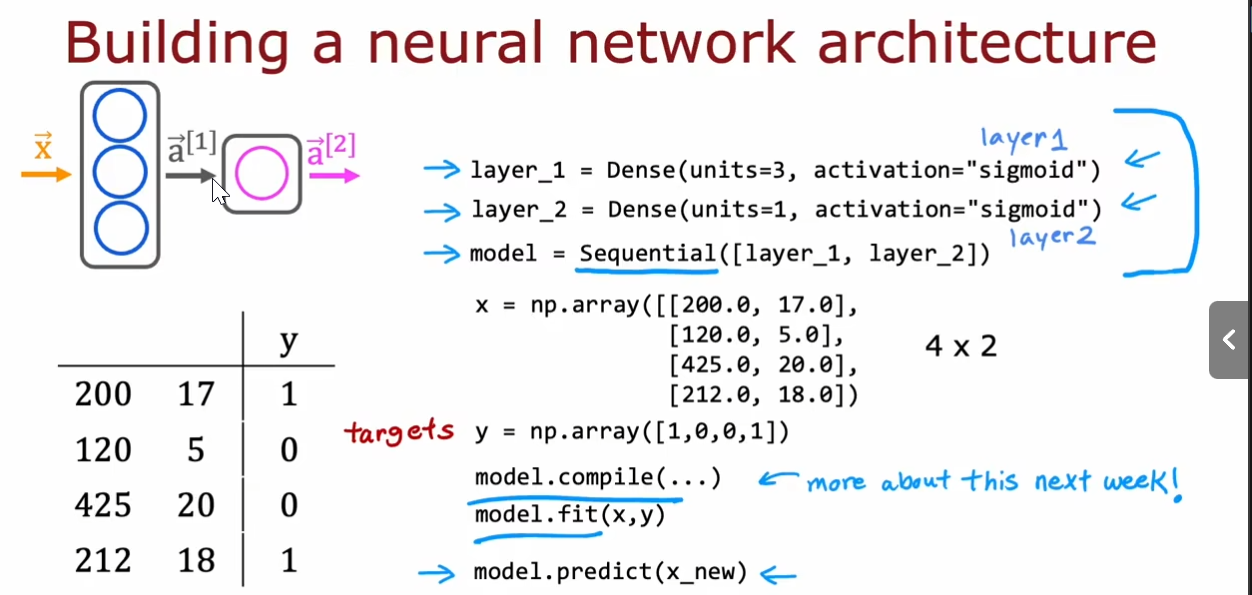 Building a neural network architecture
x⃗
a⃗[1]
a⃗[2]
layer1
layer_1 = Dense(units=3, activation="sigmoid")
layer_2 = Dense(units=1, activation="sigmoid")
layer2
model = Sequential([layer_1, layer_2])
x = np.array([[200.0, 17.0],
[120.0, 5.0],
[425.0, 20.0],
[212.0, 18.0])
4 x 2
targets y = np.array([1,0,0,1])
model.compile(...) more about this next week!
model.fit(x,y)
model.predict(x_new)
y
200 17 1
120 5 0
425 20 0
212 18 1